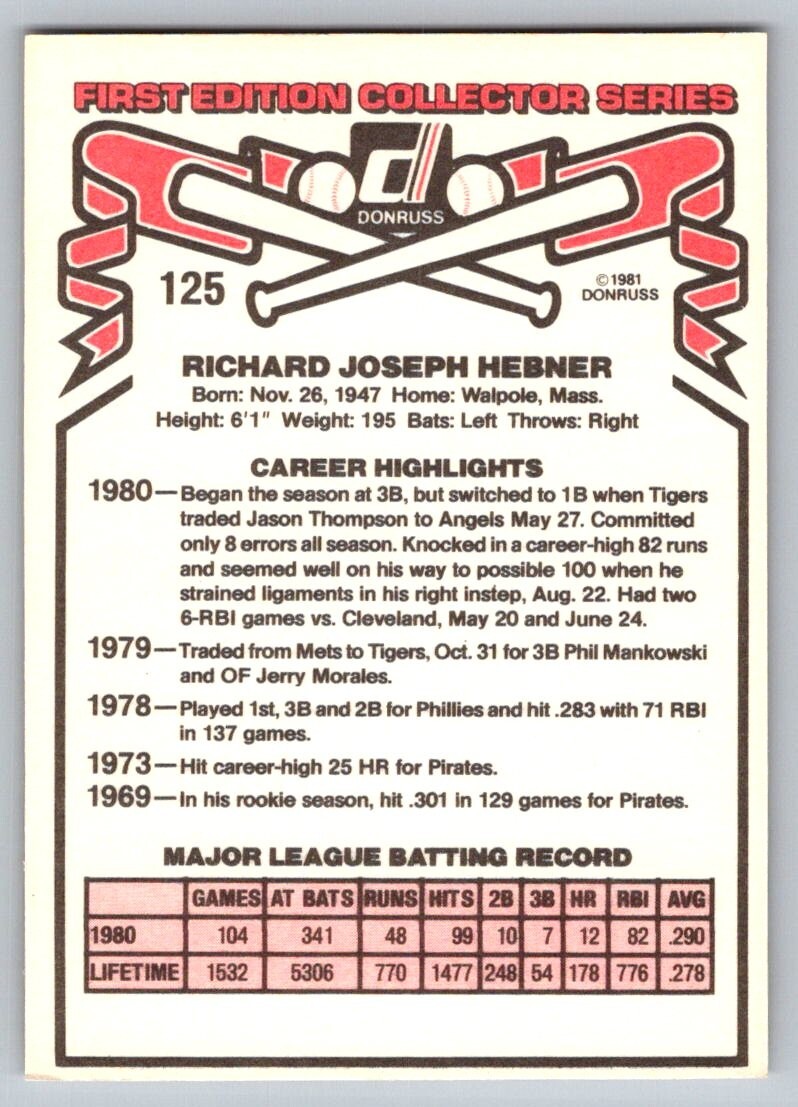 FIRST EDITION COLLECTOR SERIES
d
DONRUSS
125
©1981
DONRUSS
RICHARD JOSEPH HEBNER
Born: Nov. 26, 1947 Home: Walpole, Mass.
Height: 6'1" Weight: 195 Bats: Left Throws: Right
CAREER HIGHLIGHTS
1980—Began the season at 3B, but switched to 1B when Tigers
traded Jason Thompson to Angels May 27. Committed
only 8 errors all season. Knocked in a career-high 82 runs
and seemed well on his way to possible 100 when he
strained ligaments in his right instep, Aug. 22. Had two
6-RBI games vs. Cleveland, May 20 and June 24.
1979—Traded from Mets to Tigers, Oct. 31 for 3B Phil Mankowski
and OF Jerry Morales.
1978—Played 1st, 3B and 2B for Phillies and hit .283 with 71 RBI
in 137 games.
1973—Hit career-high 25 HR for Pirates.
1969—In his rookie season, hit .301 in 129 games for Pirates.
MAJOR LEAGUE BATTING RECORD
GAMES AT BATS RUNS HITS 2B 3B HR RBI AVG
1980 104 341 48 99 10 7 12 82 .290
LIFETIME 1532 5306 770 1477 248 54 178 776 .278